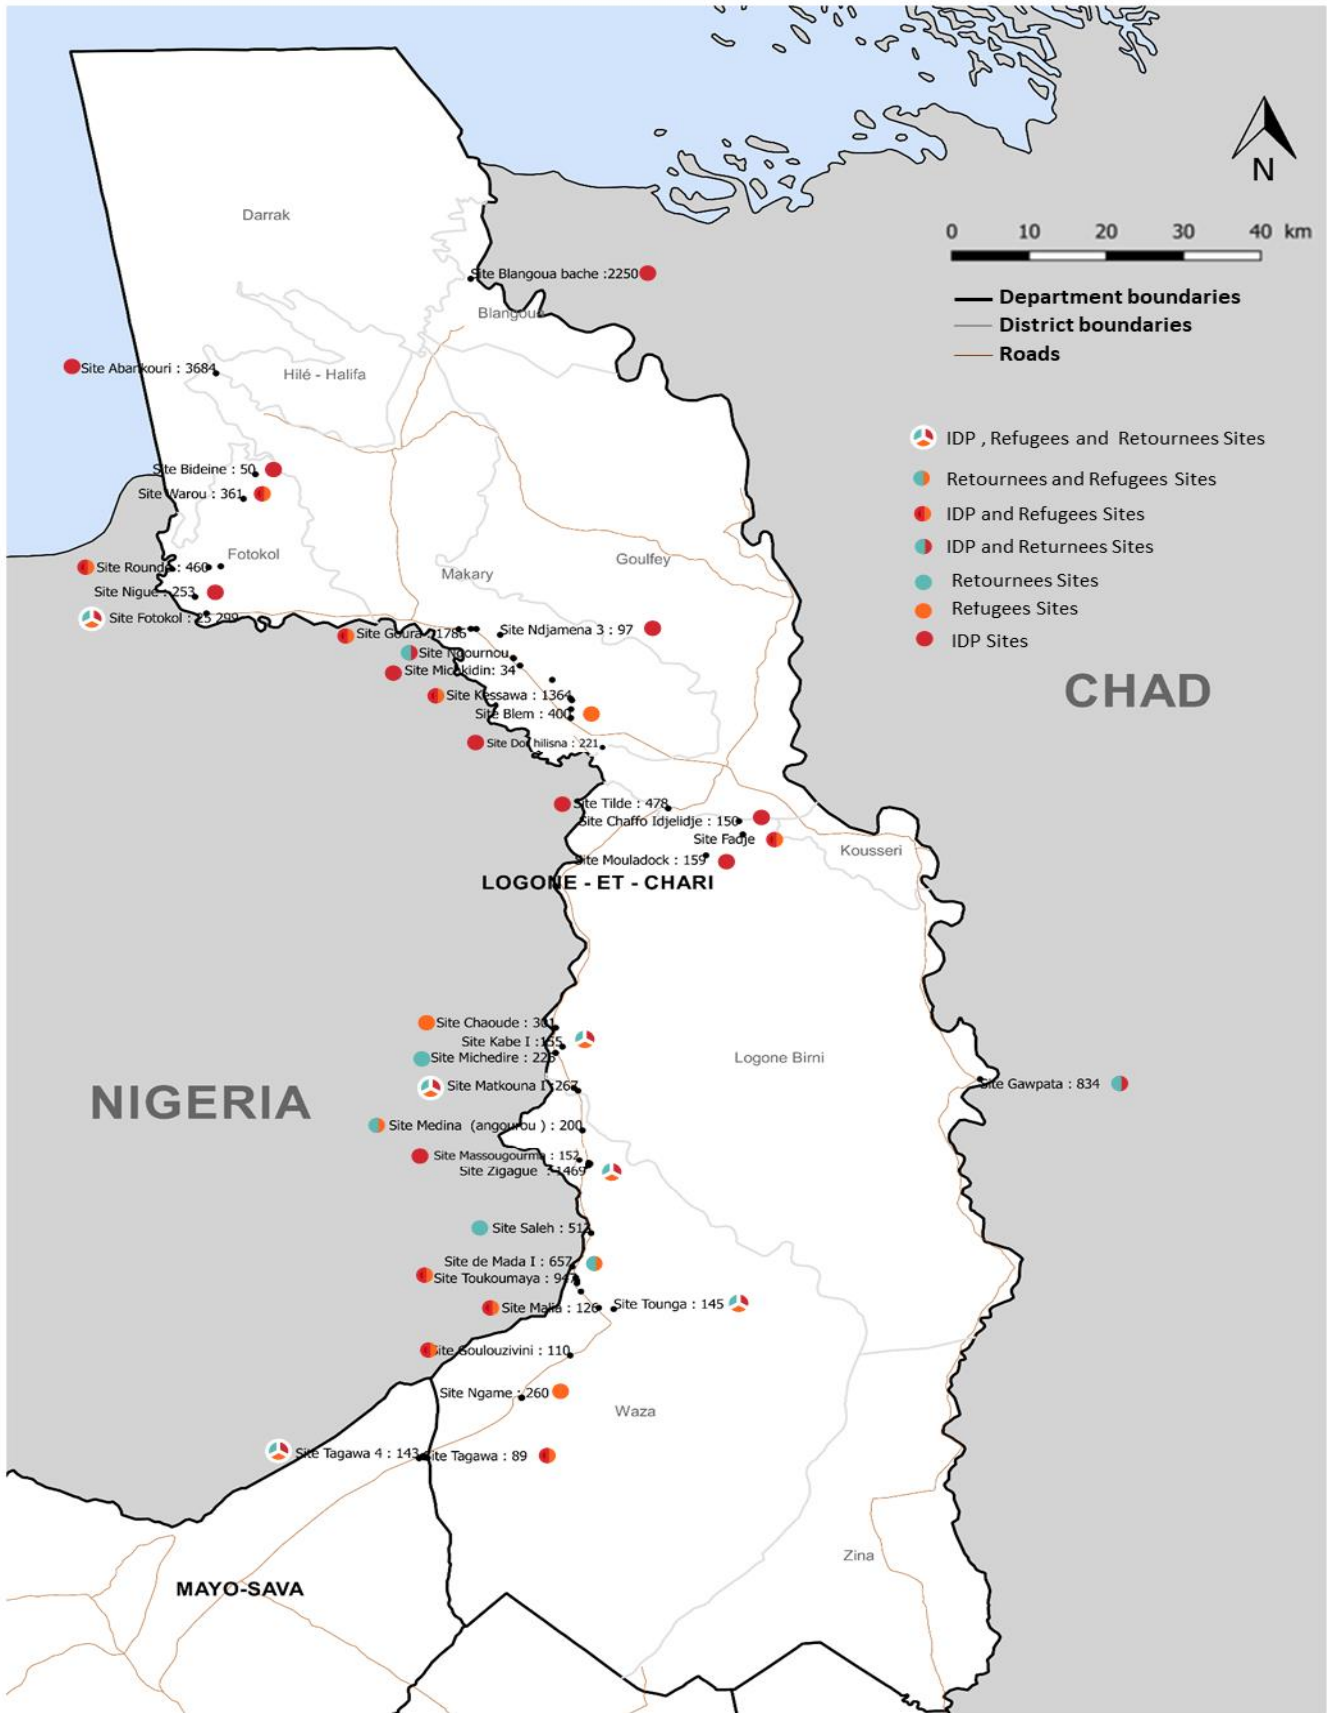 N
Darrak
0 10 20 30 40 km
Site Blangoua bache :2250
Department boundaries
Blangoua
District boundaries
Roads
Site Abankouri : 3684
Hilé - Halifa
IDP , Refugees and Retournees Sites
Site Bideine : 50
Retournees and Refugees Sites
Site Warou : 361
IDP and Refugees Sites
IDP and Returnees Sites
Fotokol
Goulfey
Site Rounde : 460
Makary
Retournees Sites
Site Nigue : 253
Refugees Sites
Site Fotokol : 25 299
Site Goura : 1786
Site Ndjamena 3 : 97
IDP Sites
Site Ngournou
Site Michkidin: 34
CHAD
Site Kessawa : 1364
Site Blem : 400
Site Dor hilisna : 221
Site Tilde : 478
Site Chaffo Idjelidje : 150
Site Fadje
Kousseri
Site Mouladock : 159
LOGONE - ET - CHARI
Site Chaoude : 301
Site Kabe I :155
Site Michedire : 225
Logone Birni
Site Matkouna I :267
Site Gawpata : 834
NIGERIA
Site Medina (angourou ) : 200
Site Massougourma : 152
Site Zigague : 1469
Site Saleh : 512
Site de Mada I : 657
Site Toukoumaya : 947
Site Malia : 126
Site Tounga : 145
Site Goulouzivini : 110
Site Ngame : 260
Waza
Site Tagawa 4 : 143
Site Tagawa : 89
Zina
MAYO-SAVA